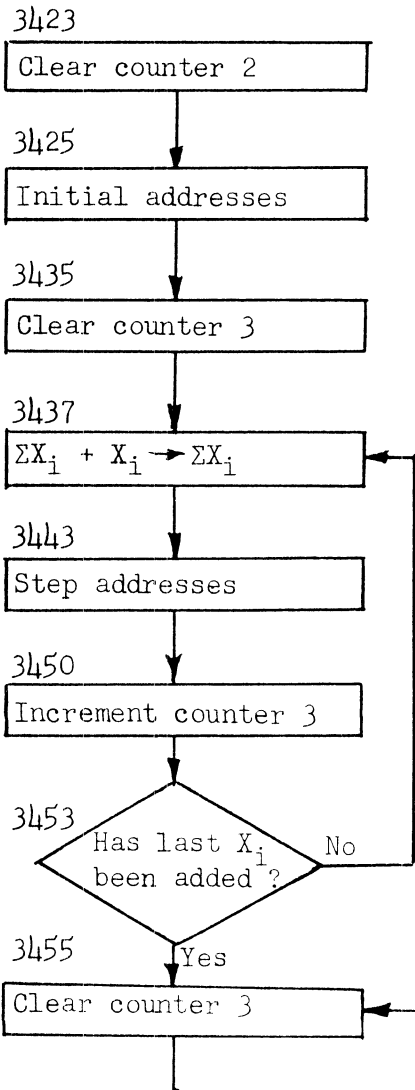 3423
Clear counter 2
3425
Initial addresses
3435
Clear counter 3
3437
ΣXi + Xi → ΣXi
3443
Step addresses
3450
Increment counter 3
3453
Has last Xi
been added ?
No
3455
Yes
Clear counter 3